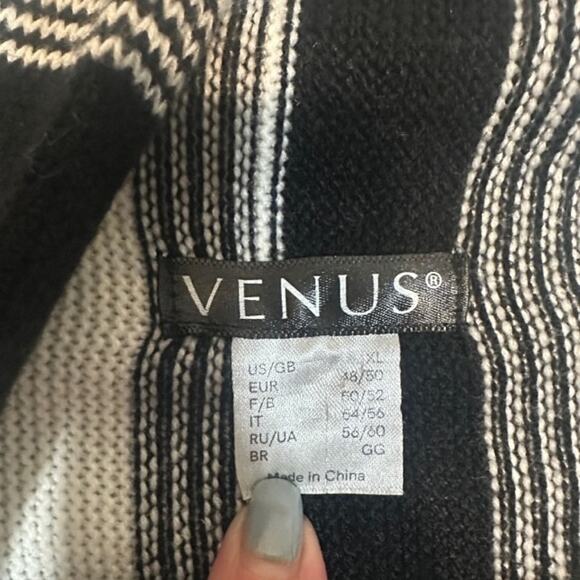 VENUS®
US/GB XL
EUR 48/50
F/B 50/52
IT 54/56
RU/UA 56/60
BR GG
Made in China